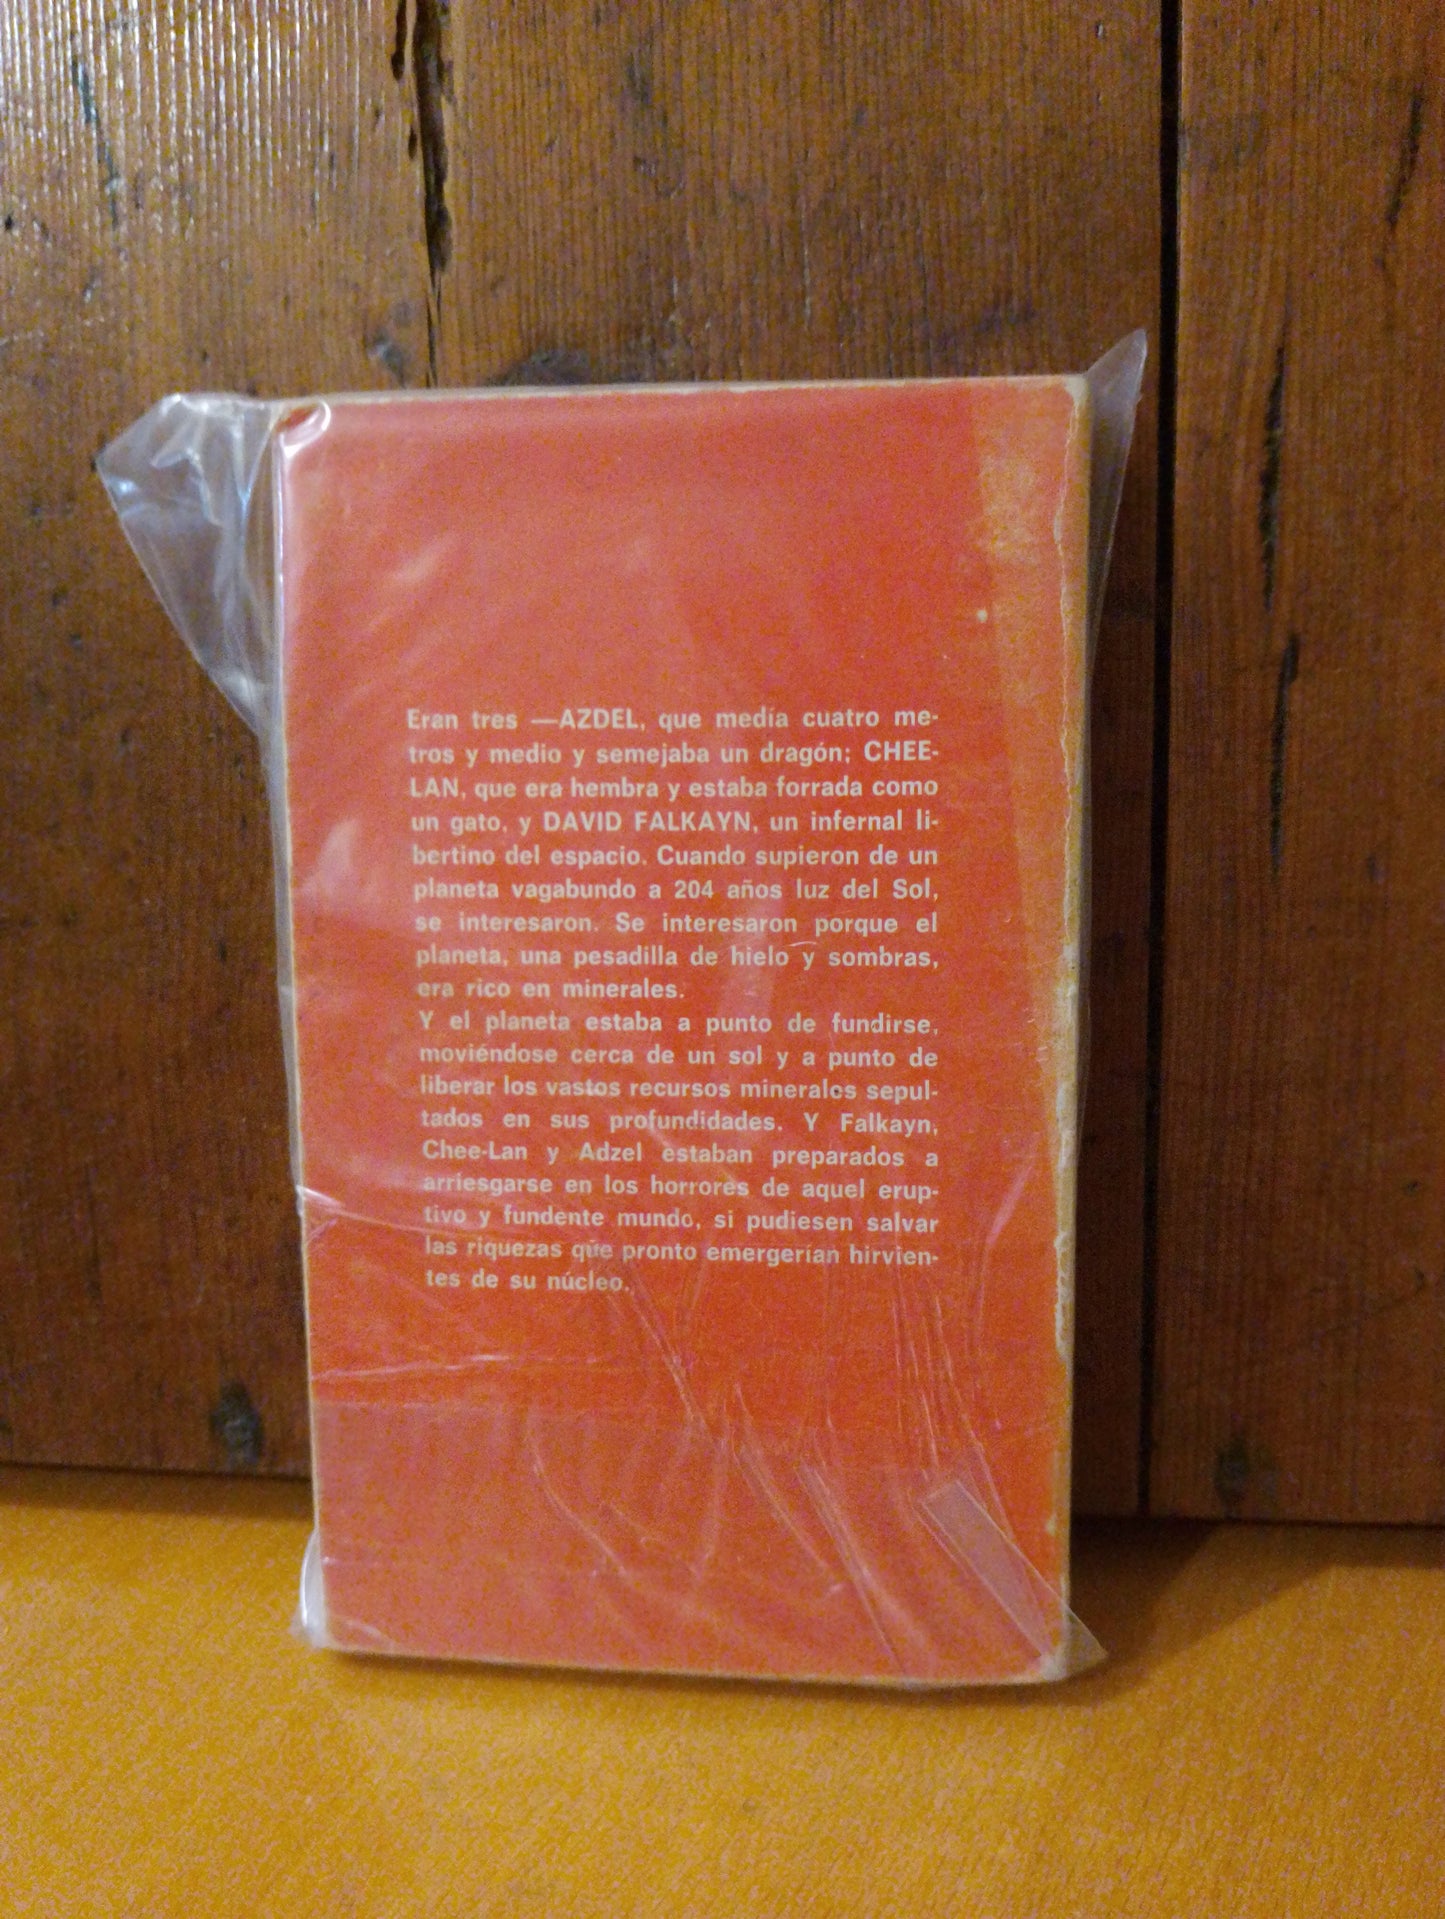 Eran tres —AZDEL, que medía cuatro me-
tros y medio y semejaba un dragón; CHEE-
LAN, que era hembra y estaba forrada como
un gato, y DAVID FALKAYN, un infernal li-
bertino del espacio. Cuando supieron de un
planeta vagabundo a 204 años luz del Sol,
se interesaron. Se interesaron porque el
planeta, una pesadilla de hielo y sombras,
era rico en minerales.
Y el planeta estaba a punto de fundirse,
moviéndose cerca de un sol y a punto de
liberar los vastos recursos minerales sepul-
tados en sus profundidades. Y Falkayn,
Chee-Lan y Adzel estaban preparados a
arriesgarse en los horrores de aquel erup-
tivo y fundente mundo, si pudiesen salvar
las riquezas que pronto emergerían hirvien-
tes de su núcleo.